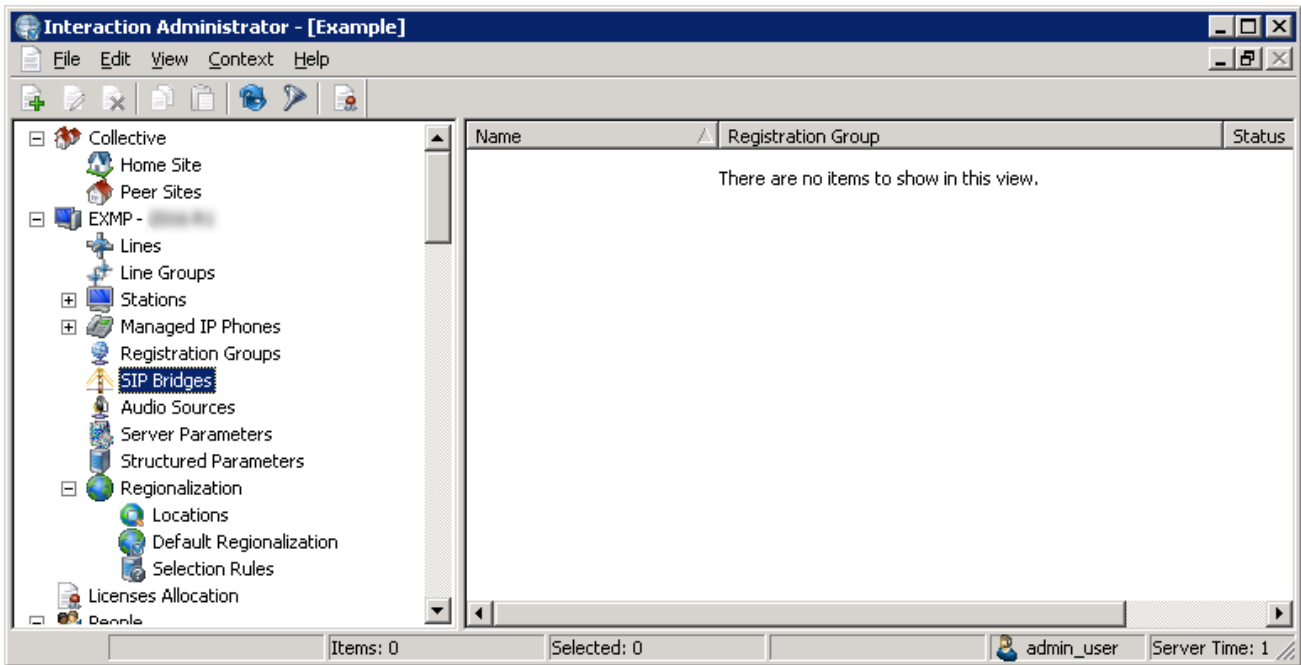 Interaction Administrator - [Example]
File Edit View Context Help
Collective
Home Site
Peer Sites
EXMP -
Lines
Line Groups
Stations
Managed IP Phones
Registration Groups
SIP Bridges
Audio Sources
Server Parameters
Structured Parameters
Regionalization
Locations
Default Regionalization
Selection Rules
Licenses Allocation
People
Name Registration Group Status
There are no items to show in this view.
Items: 0 Selected: 0 admin_user Server Time: 1